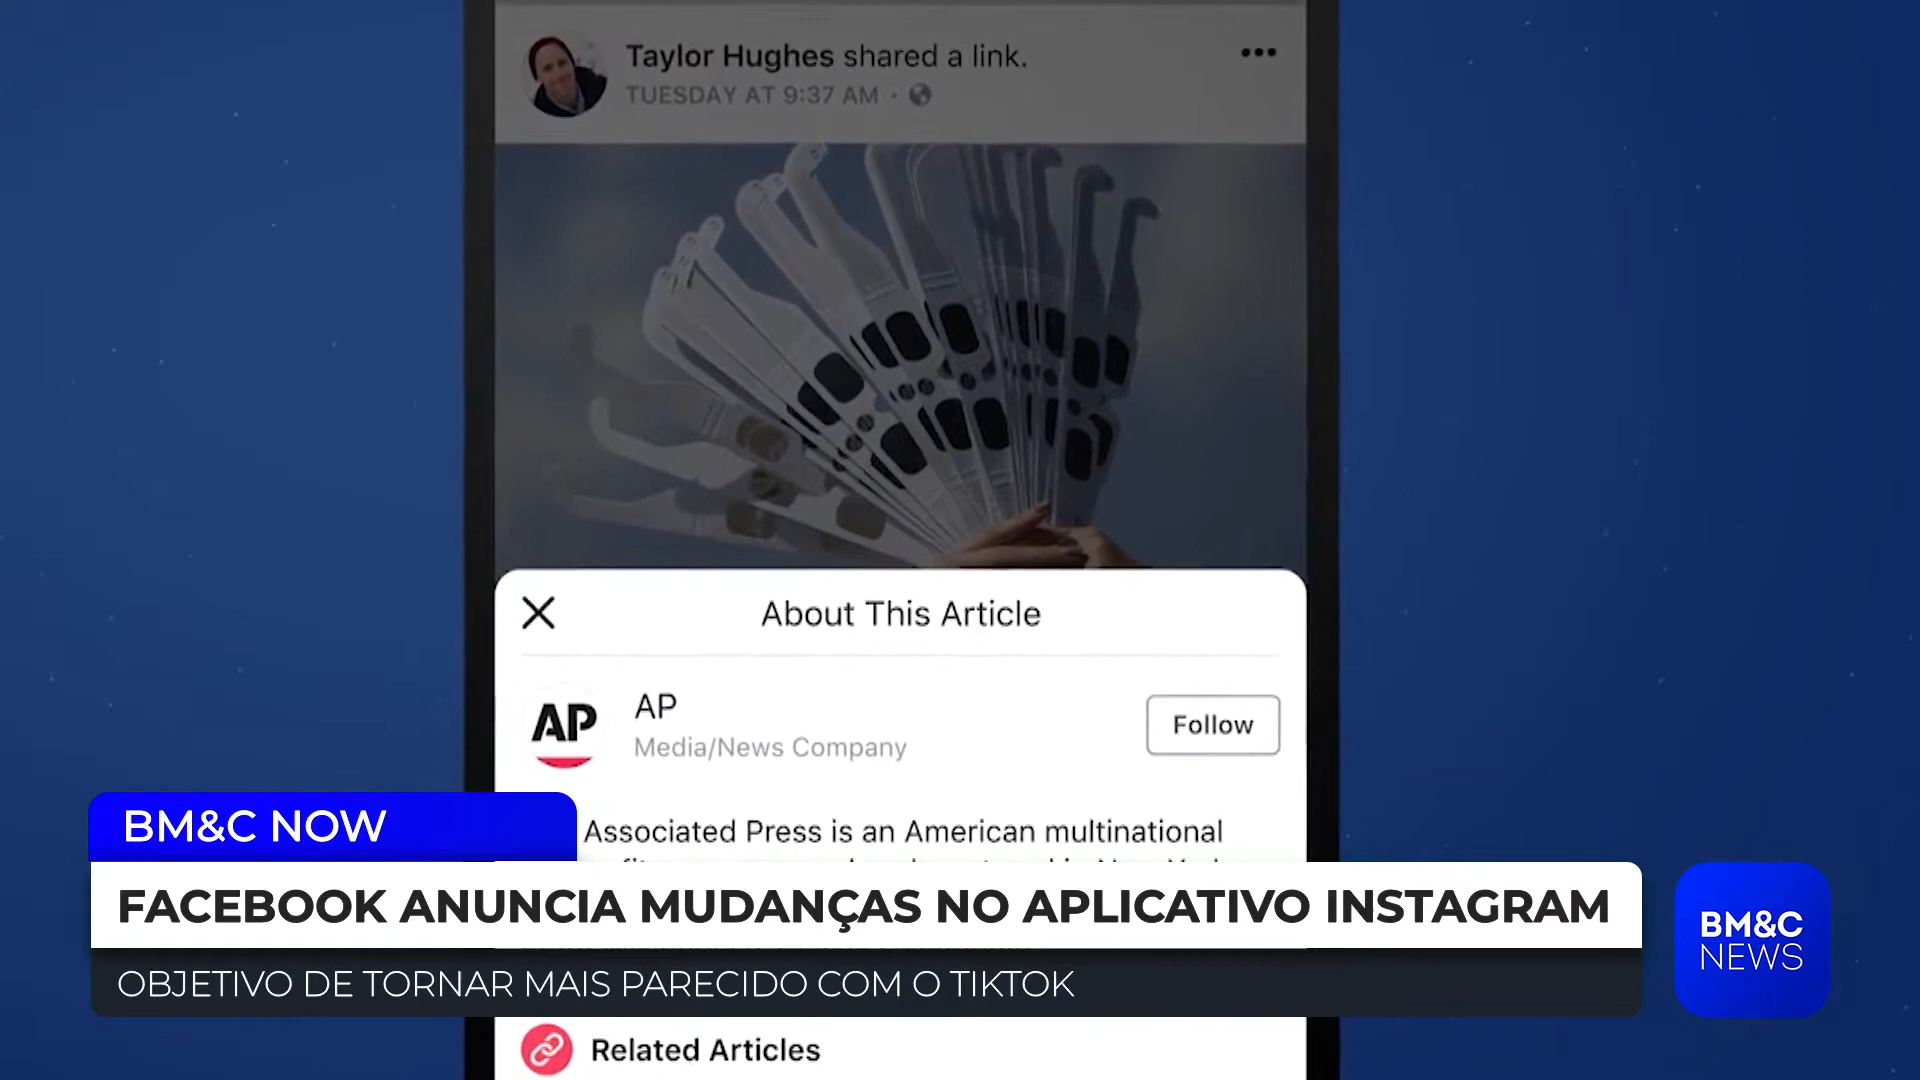 Taylor Hughes shared a link.
TUESDAY AT 9:37 AM ·
About This Article
AP
AP
Media/News Company
Follow
BM&C NOW
Associated Press is an American multinational
FACEBOOK ANUNCIA MUDANÇAS NO APLICATIVO INSTAGRAM
OBJETIVO DE TORNAR MAIS PARECIDO COM O TIKTOK
BM&C
NEWS
Related Articles